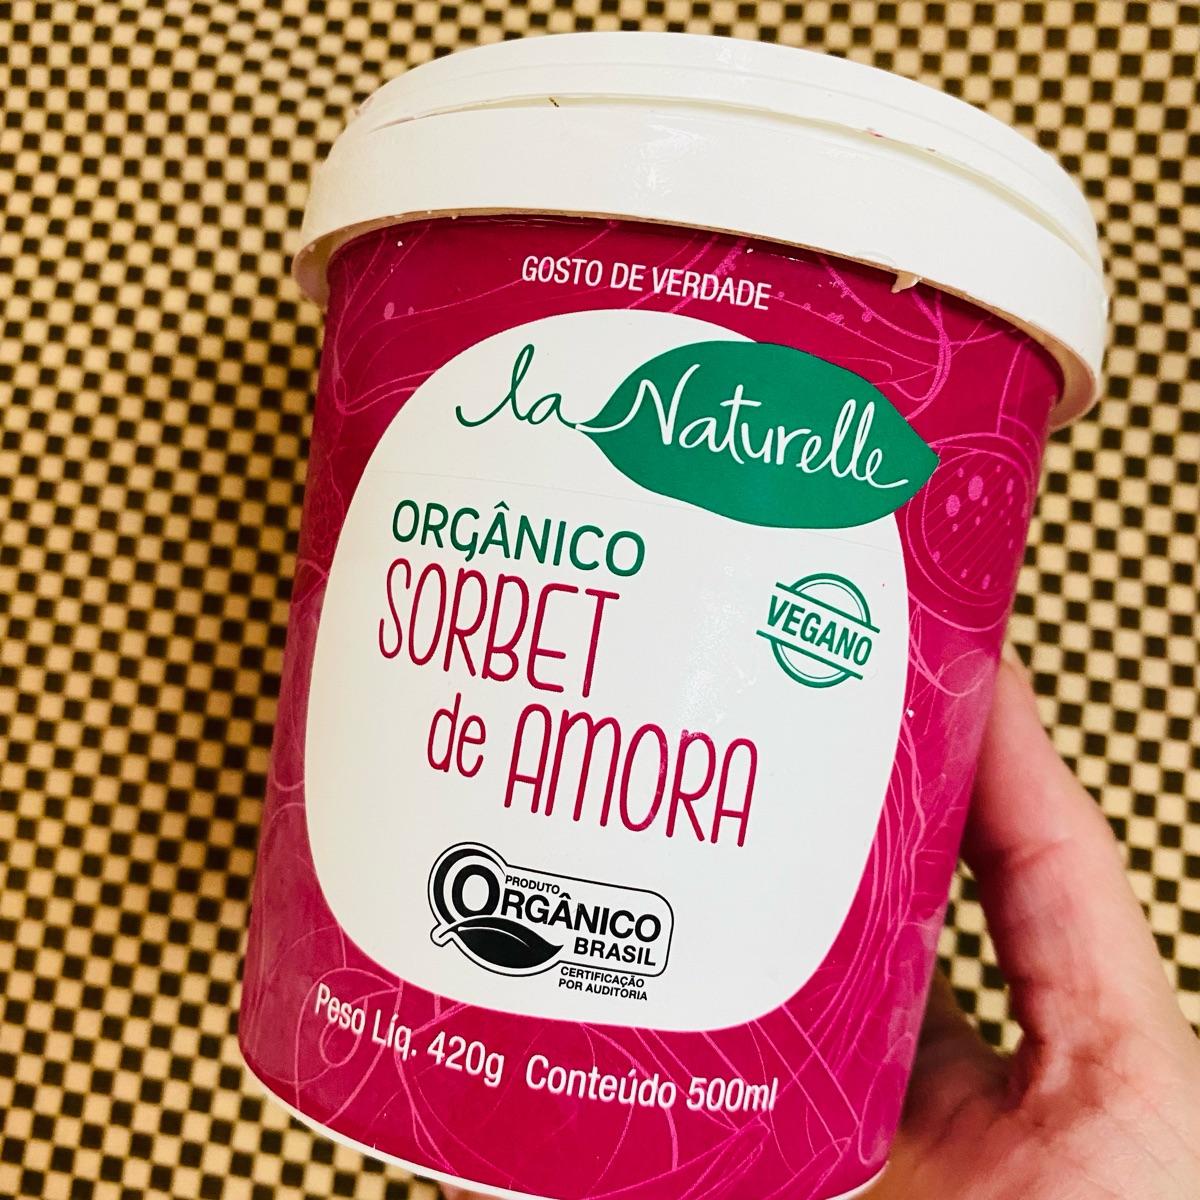 GOSTO DE VERDADE
la Naturelle
ORGÂNICO
SORBET
de AMORA
VEGANO
PRODUTO
ORGÂNICO
BRASIL
CERTIFICAÇÃO
POR AUDITORIA
Peso Líq. 420g Conteúdo 500ml